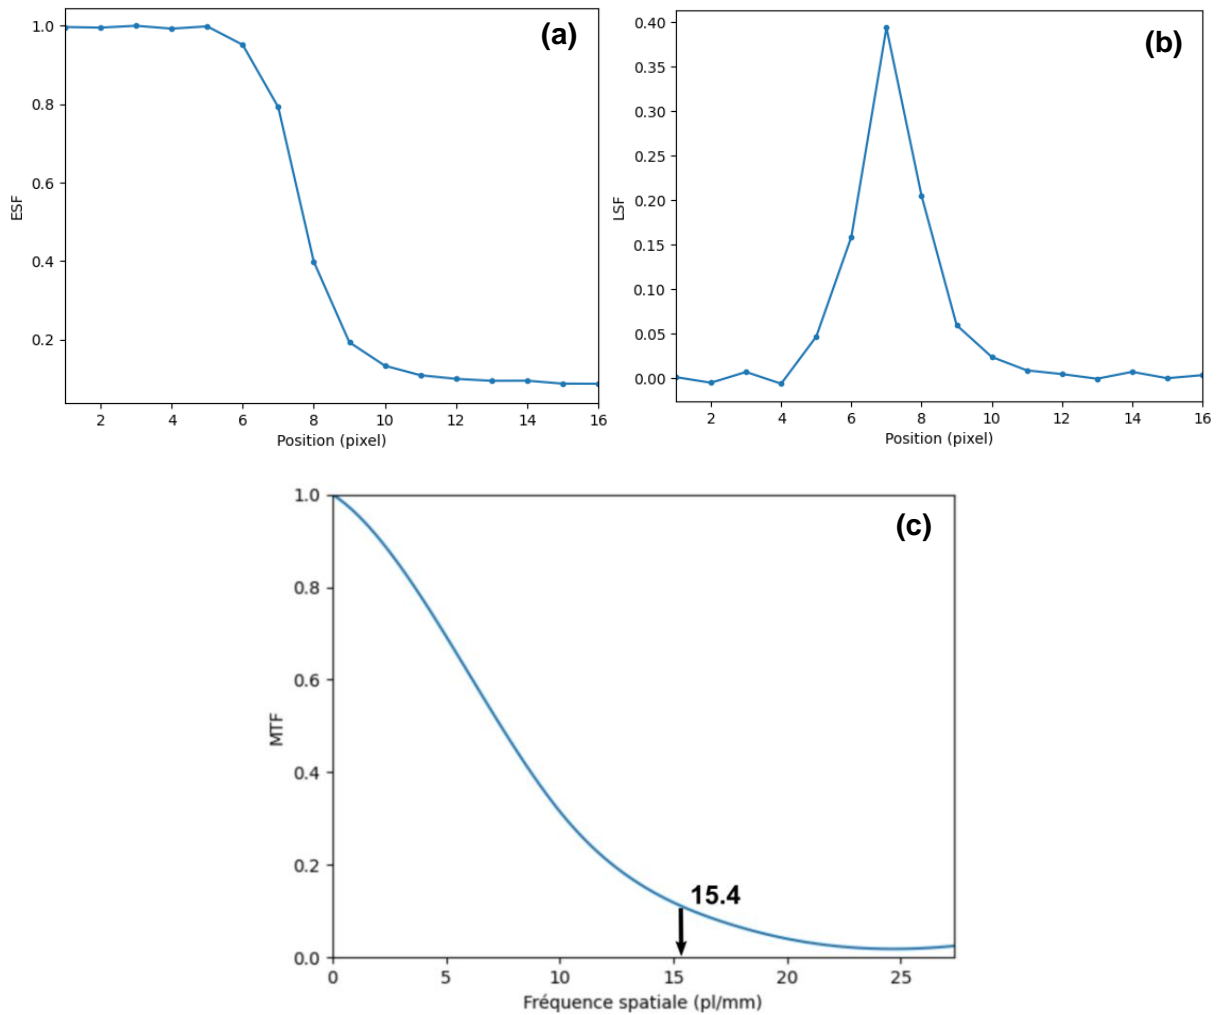 (a)
1.0
0.8
0.6
0.4
0.2
ESF
2 4 6 8 10 12 14 16
Position (pixel)
(b)
0.40
0.35
0.30
0.25
0.20
0.15
0.10
0.05
0.00
LSF
2 4 6 8 10 12 14 16
Position (pixel)
(c)
1.0
0.8
0.6
0.4
0.2
0.0
MTF
15.4
0 5 10 15 20 25
Fréquence spatiale (pl/mm)